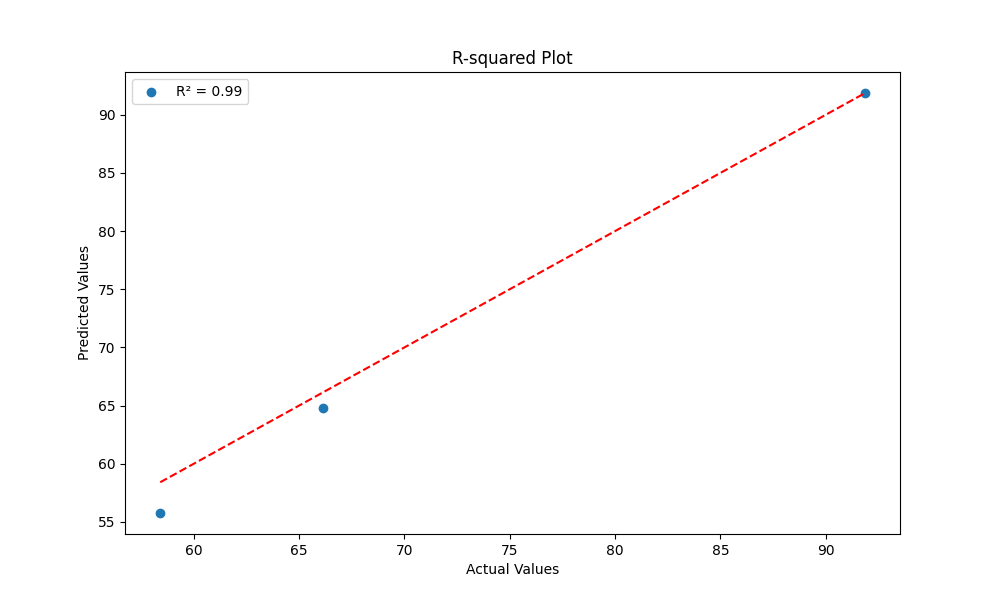 R-squared Plot
R² = 0.99
90
85
80
75
70
65
60
55
Predicted Values
60 65 70 75 80 85 90
Actual Values